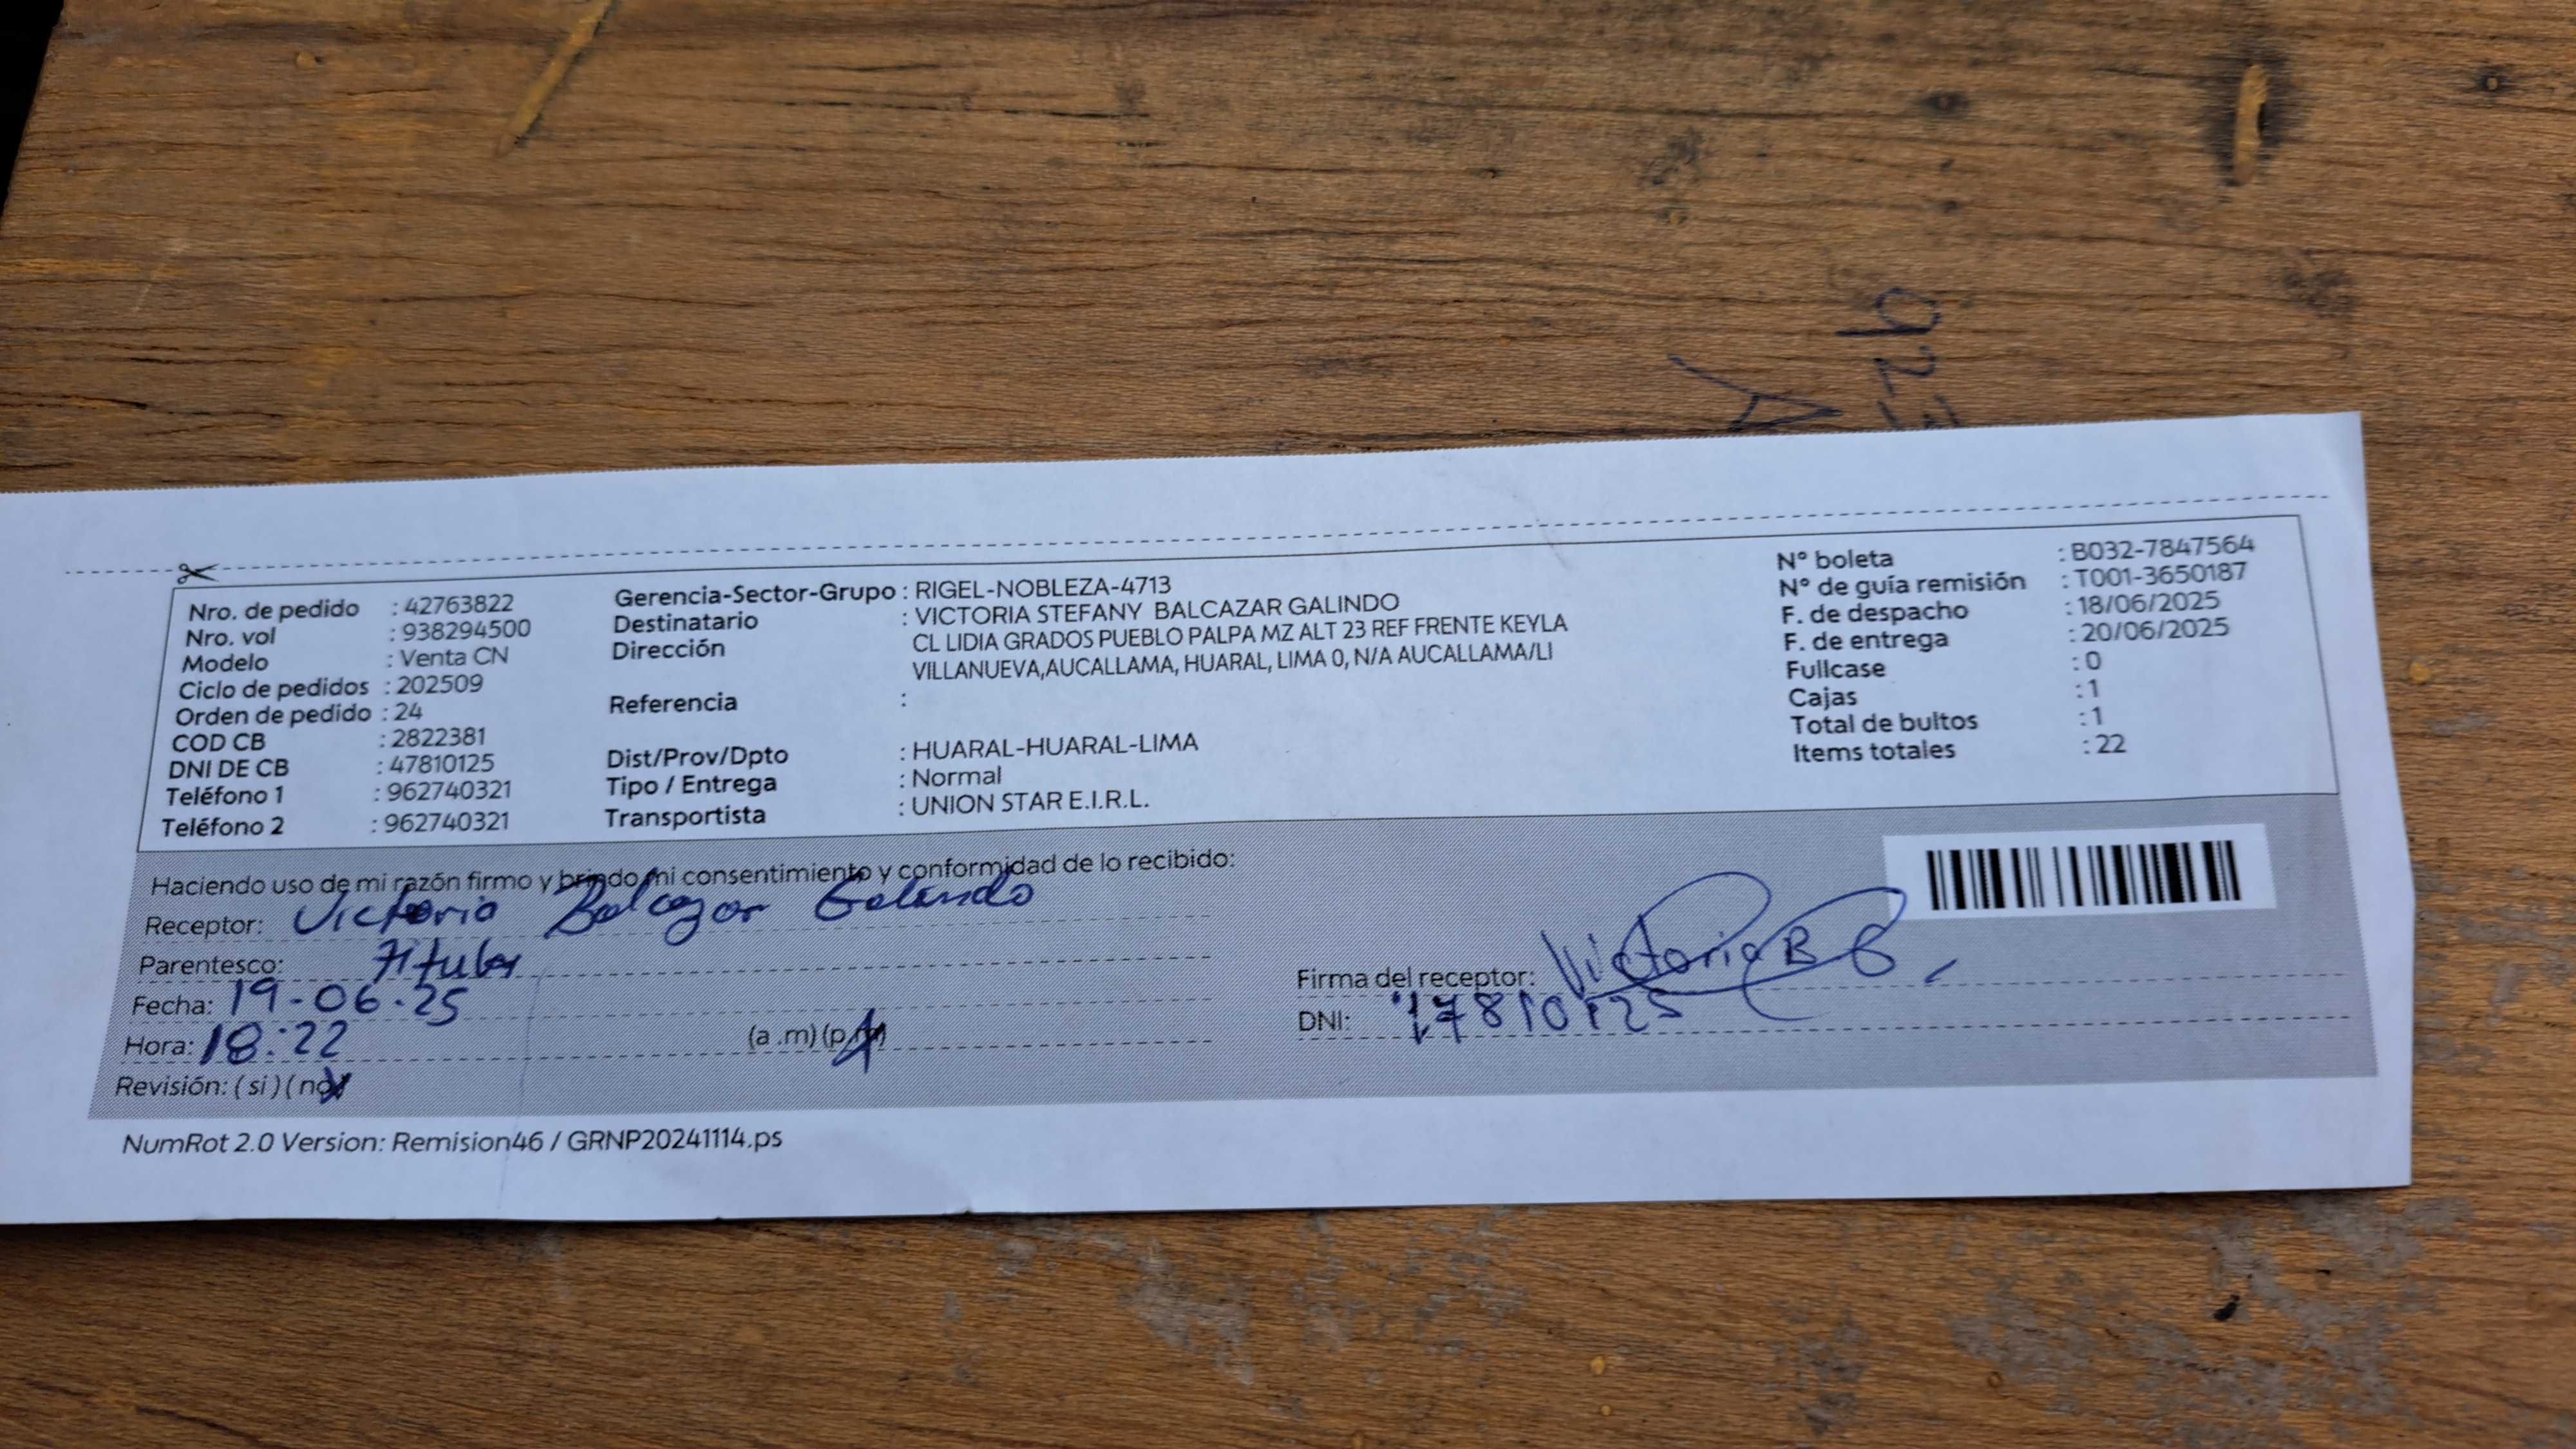 923
A
Nro. de pedido : 42763822
Nro. vol : 938294500
Modelo : Venta CN
Ciclo de pedidos : 202509
Orden de pedido : 24
COD CB : 2822381
DNI DE CB : 47810125
Teléfono 1 : 962740321
Teléfono 2 : 962740321
Gerencia-Sector-Grupo : RIGEL-NOBLEZA-4713
Destinatario : VICTORIA STEFANY BALCAZAR GALINDO
Dirección CL LIDIA GRADOS PUEBLO PALPA MZ ALT 23 REF FRENTE KEYLA
VILLANUEVA,AUCALLAMA, HUARAL, LIMA 0, N/A AUCALLAMA/LI
Referencia :
Dist/Prov/Dpto : HUARAL-HUARAL-LIMA
Tipo / Entrega : Normal
Transportista : UNION STAR E.I.R.L.
N° boleta : B032-7847564
N° de guía remisión : T001-3650187
F. de despacho : 18/06/2025
F. de entrega : 20/06/2025
Fullcase : 0
Cajas : 1
Total de bultos : 1
Items totales : 22
Haciendo uso de mi razón firmo y brindo mi consentimiento y conformidad de lo recibido:
Receptor: Victoria Balcazar Galindo
Parentesco: Titular
Fecha: 19-06-25
Hora: 18:22 (a.m) (p.m)
Revisión: ( si ) ( no )
Firma del receptor: Victoria B G
DNI: 47810125
NumRot 2.0 Version: Remision46 / GRNP20241114.ps